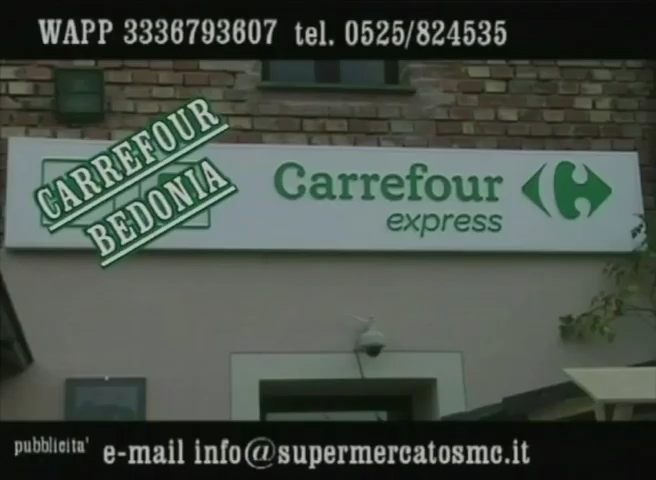 WAPP 3336793607 tel. 0525/824535
CARREFOUR
BEDONIA
Carrefour
express
pubblicita'
e-mail info@supermercatosmc.it